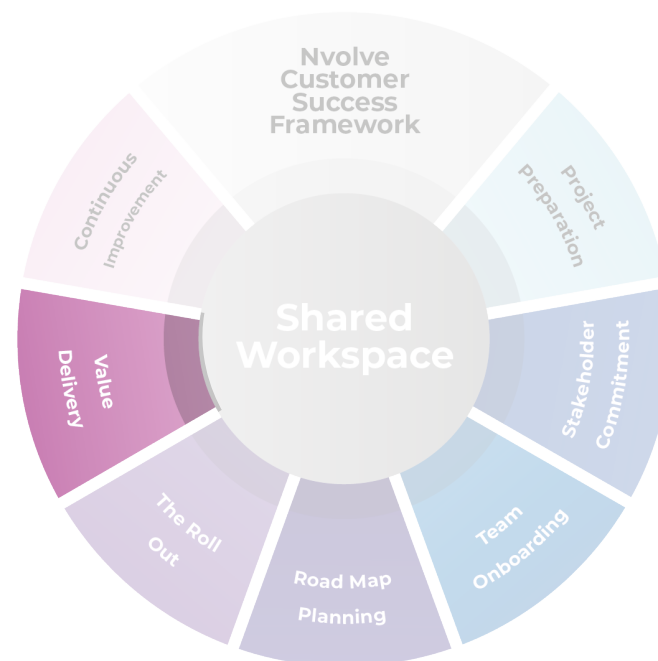 Nvolve
Customer
Success
Framework
Project
Preparation
Stakeholder
Commitment
Team
Onboarding
Road Map
Planning
The Roll
Out
Value
Delivery
Continuous
Improvement
Shared
Workspace